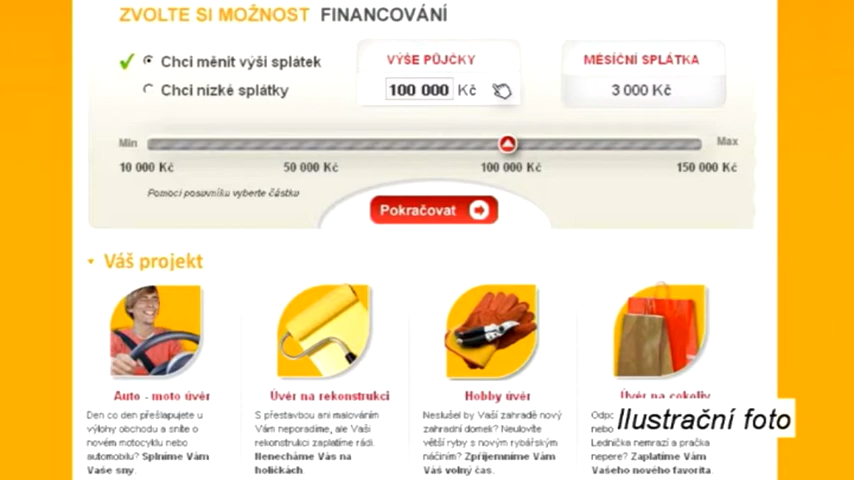 ZVOLTE SI MOŽNOST FINANCOVÁNÍ
Chci měnit výši splátek
Chci nízké splátky
VÝŠE PŮJČKY
100 000 Kč
MĚSÍČNÍ SPLÁTKA
3 000 Kč
Min
Max
10 000 Kč
50 000 Kč
100 000 Kč
150 000 Kč
Pomocí posuvníku vyberte částku
Pokračovat
Váš projekt
Auto - moto úvěr
Den co den přešlapujete u
výlohy obchodu a sníte o
novém motocyklu nebo
automobilu? Splníme Vám
Vaše sny.
Úvěr na rekonstrukci
S přestavbou ani malováním
Vám neporadíme, ale Vaši
rekonstrukci zaplatíme rádi.
Nenecháme Vás na
holičkách
Hobby úvěr
Neslušel by Vaší zahradě nový
zahradní domek? Neulovíte
větší ryby s novým rybářským
náčiním? Zpříjemníme Vám
Váš volný čas.
Úvěr na cokoliv
nebo
Lednička nemrazí a pračka
nepere? Zaplatíme Vám
Vašeho nového favorita.
Ilustrační foto